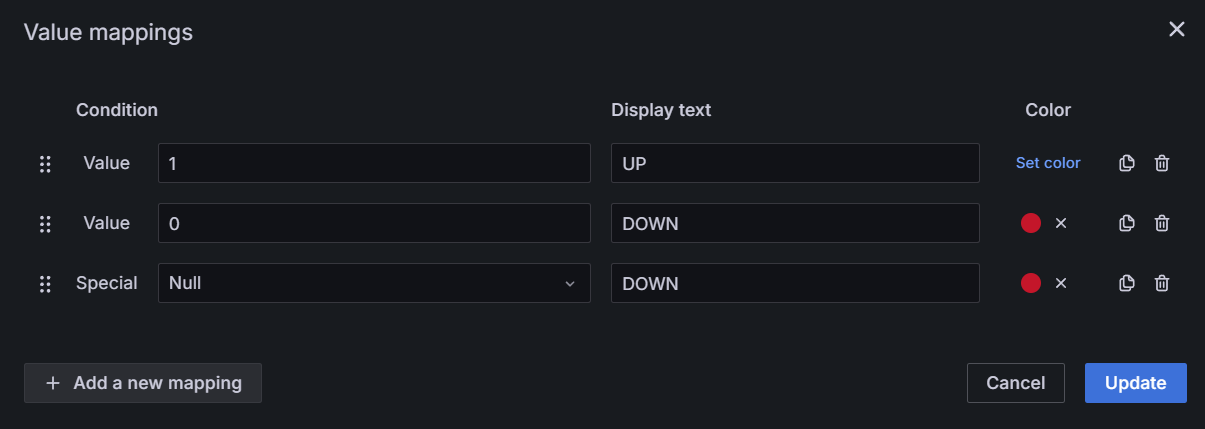 Value mappings
Condition Display text Color
Value 1 UP Set color
Value 0 DOWN
Special Null DOWN
Add a new mapping Cancel Update